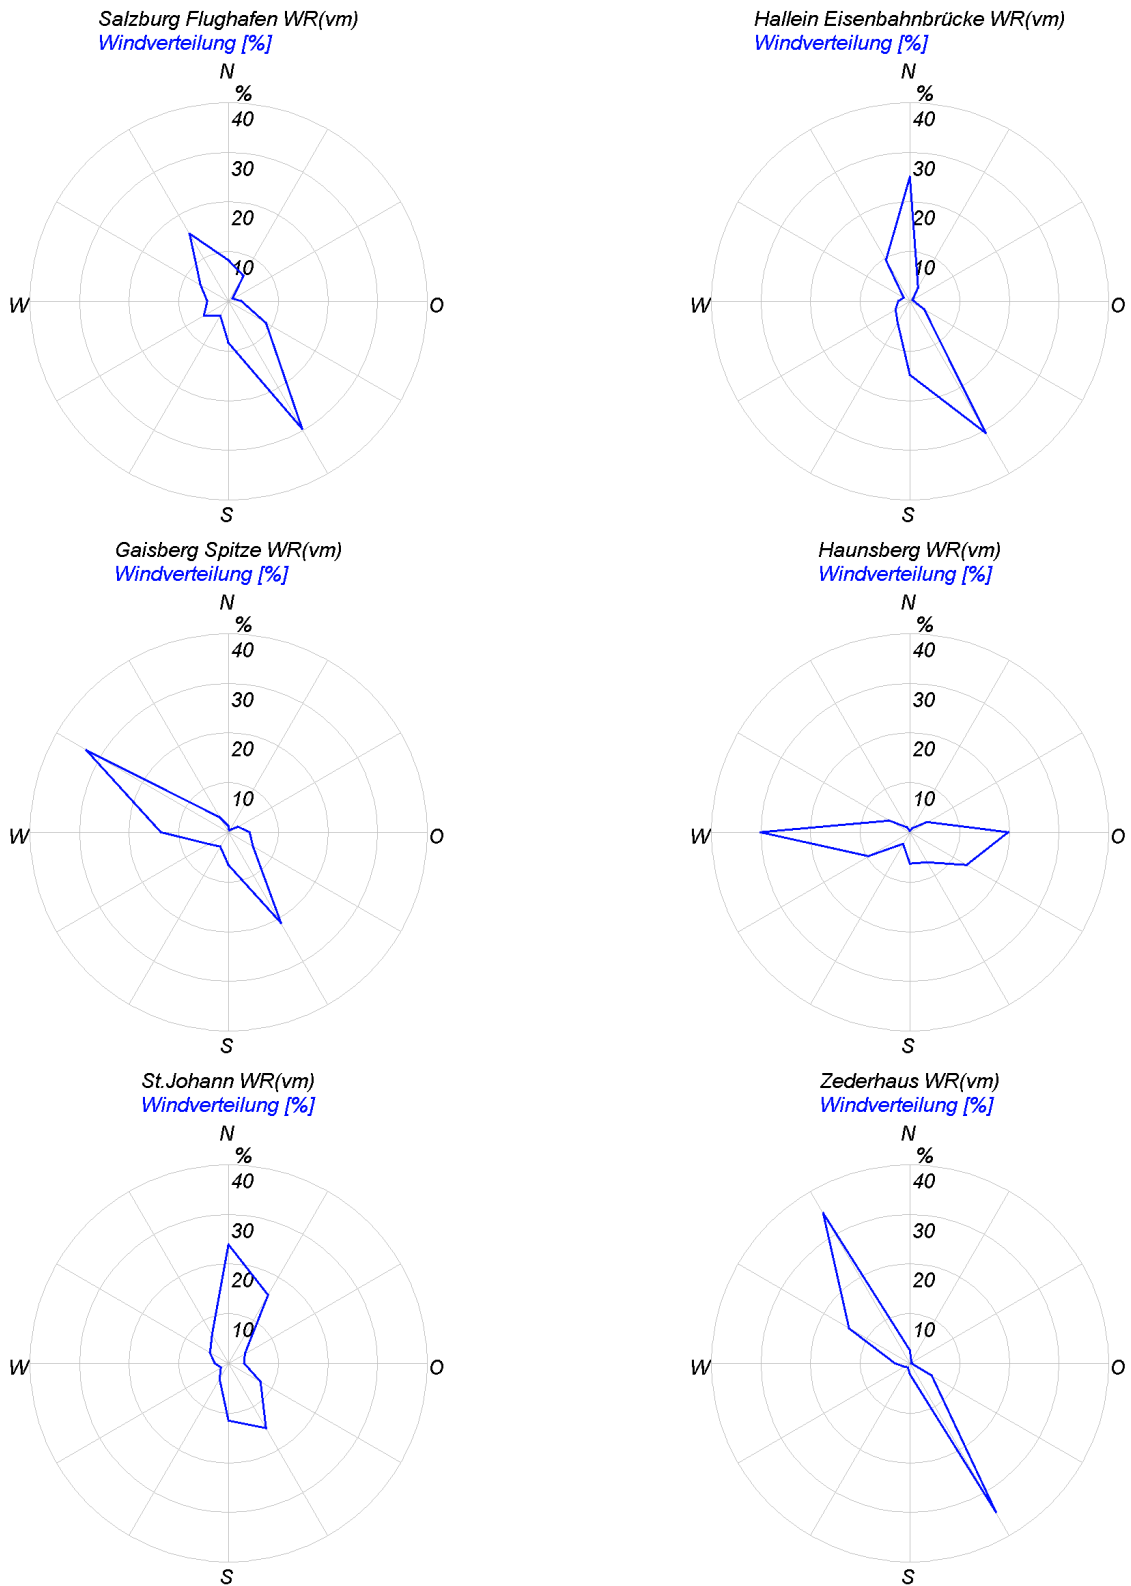 Salzburg Flughafen WR(vm)
Windverteilung [%]
N
%
40
30
20
10
W
O
S
Hallein Eisenbahnbrücke WR(vm)
Windverteilung [%]
N
%
40
30
20
10
W
O
S
Gaisberg Spitze WR(vm)
Windverteilung [%]
N
%
40
30
20
10
W
O
S
Haunsberg WR(vm)
Windverteilung [%]
N
%
40
30
20
10
W
O
S
St.Johann WR(vm)
Windverteilung [%]
N
%
40
30
20
10
W
O
S
Zederhaus WR(vm)
Windverteilung [%]
N
%
40
30
20
10
W
O
S